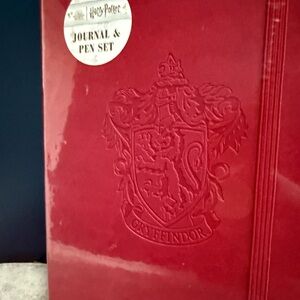 Harry Potter
JOURNAL &
PEN SET
GRYFFINDOR